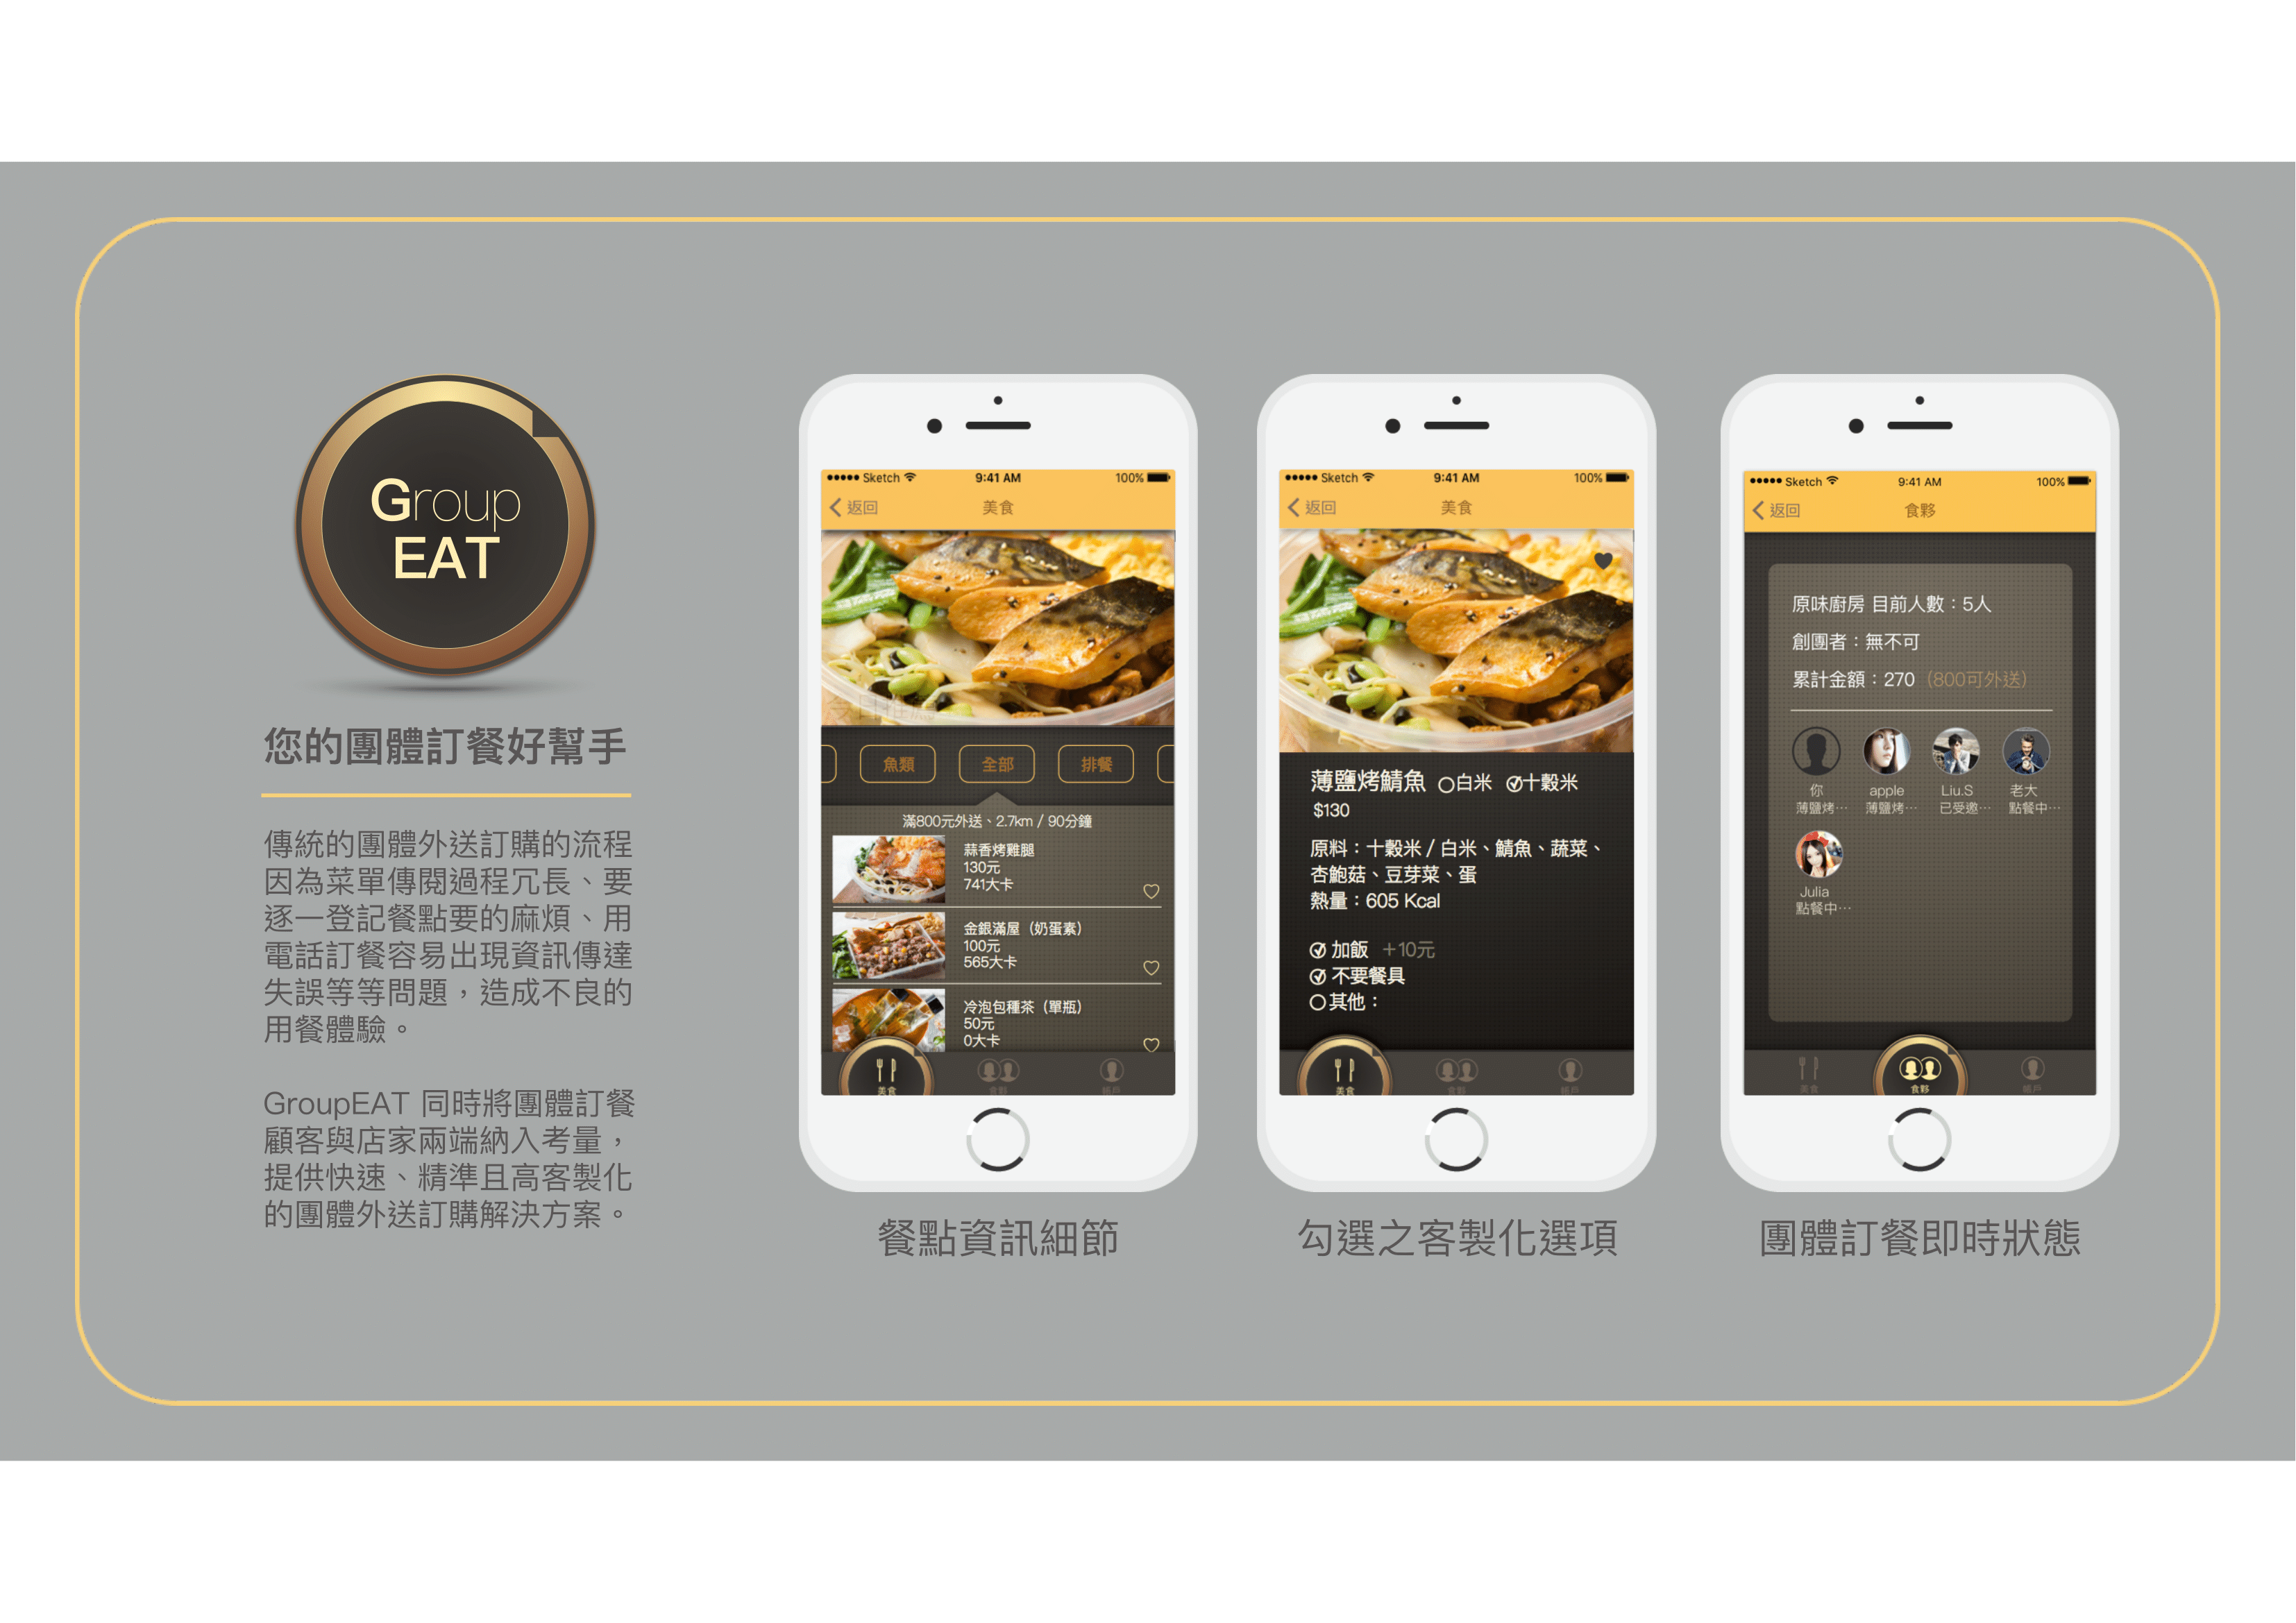 Group
EAT
您的團體訂餐好幫手
傳統的團體外送訂購的流程
因為菜單傳閱過程冗長、要
逐一登記餐點要的麻煩、用
電話訂餐容易出現資訊傳達
失誤等等問題，造成不良的
用餐體驗。
GroupEAT 同時將團體訂餐
顧客與店家兩端納入考量，
提供快速、精準且高客製化
的團體外送訂購解決方案。
Sketch 9:41 AM 100%
返回 美食
魚類 全部 排餐
滿800元外送、2.7km / 90分鐘
蒜香烤雞腿
130元
741大卡
金銀滿屋（奶蛋素）
100元
565大卡
冷泡包種茶（單瓶）
50元
0大卡
美食 食夥 帳戶
餐點資訊細節
Sketch 9:41 AM 100%
返回 美食
薄鹽烤鯖魚 白米 十穀米
$130
原料：十穀米 / 白米、鯖魚、蔬菜、
杏鮑菇、豆芽菜、蛋
熱量：605 Kcal
加飯 +10元
不要餐具
其他：
美食 食夥 帳戶
勾選之客製化選項
Sketch 9:41 AM 100%
返回 食夥
原味廚房 目前人數：5人
創團者：無不可
累計金額：270（800可外送）
你 apple Liu.S 老大
薄鹽烤⋯ 薄鹽烤⋯ 已受邀⋯ 點餐中⋯
Julia
點餐中⋯
美食 食夥 帳戶
團體訂餐即時狀態